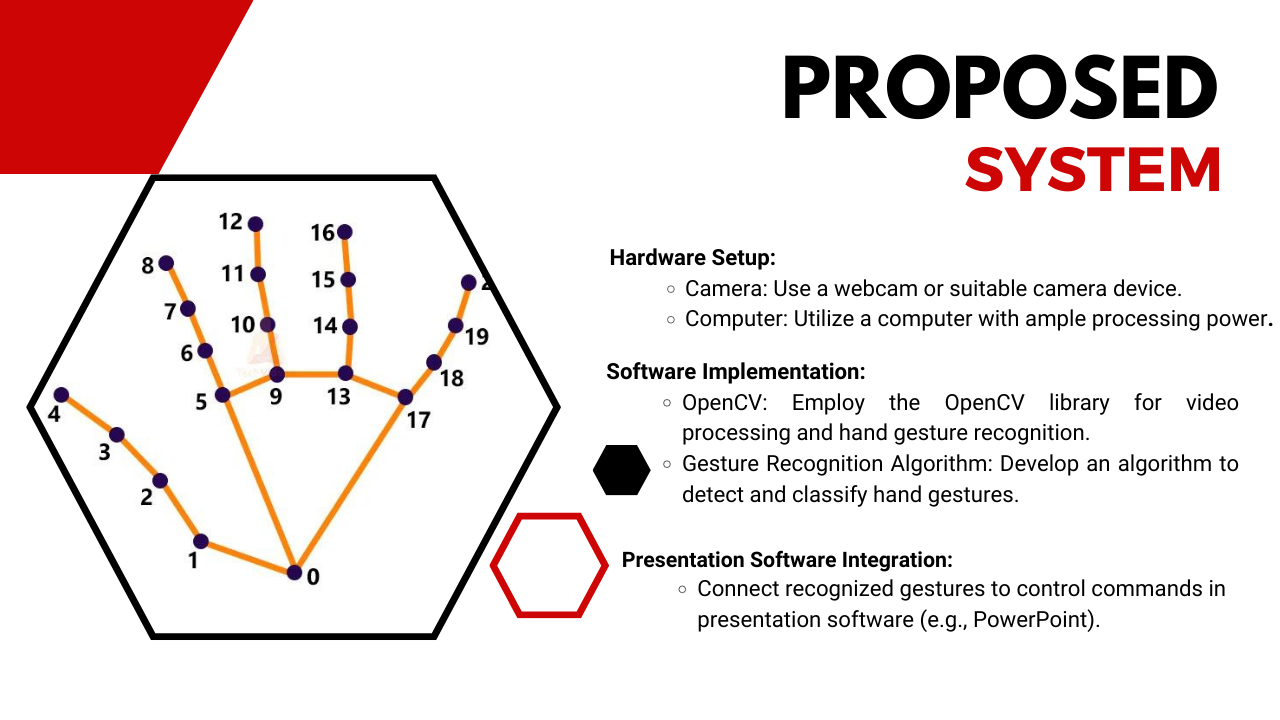 PROPOSED
SYSTEM
12
16
8
11
15
7
10
14
19
6
18
5
9
13
17
4
3
2
1
0
Hardware Setup:
Camera: Use a webcam or suitable camera device.
Computer: Utilize a computer with ample processing power.
Software Implementation:
OpenCV: Employ the OpenCV library for video
processing and hand gesture recognition.
Gesture Recognition Algorithm: Develop an algorithm to
detect and classify hand gestures.
Presentation Software Integration:
Connect recognized gestures to control commands in
presentation software (e.g., PowerPoint).